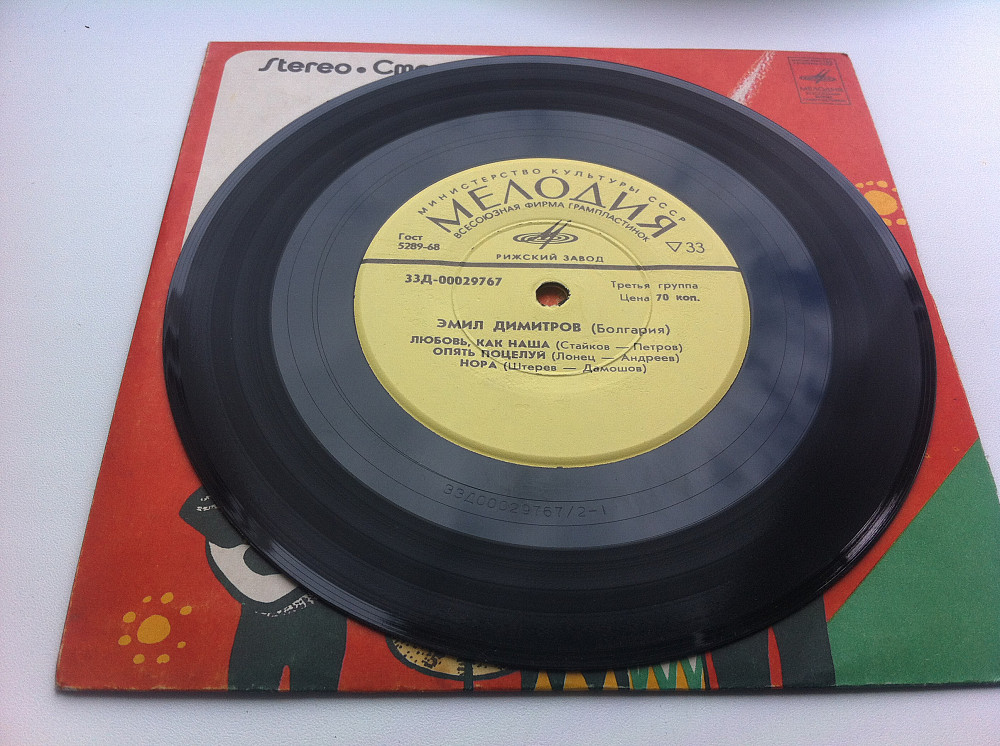 Stereo • Сте
МЕЛОДИЯ
МИНИСТЕРСТВО КУЛЬТУРЫ СССР
МЕЛОДИЯ
ВСЕСОЮЗНАЯ ФИРМА ГРАМПЛАСТИНОК
Гост
5289-68
▽33
РИЖСКИЙ ЗАВОД
33Д-00029767
Третья группа
Цена 70 коп.
ЭМИЛ ДИМИТРОВ (Болгария)
ЛЮБОВЬ, КАК НАША (Стайков — Петров)
ОПЯТЬ ПОЦЕЛУЙ (Лонец — Андреев)
НОРА (Штерев — Дамошов)
33Д00029767/2-1